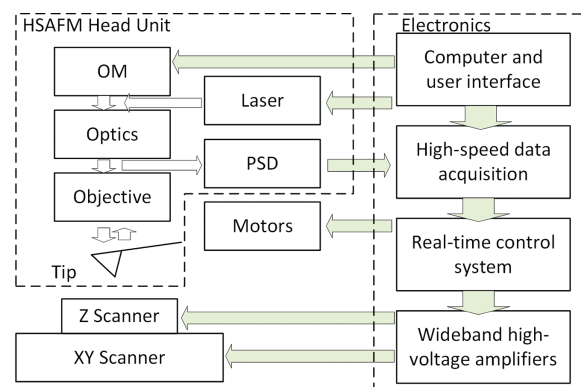 HSAFM Head Unit
OM
Laser
Optics
PSD
Objective
Motors
Tip
Z Scanner
XY Scanner
Electronics
Computer and
user interface
High-speed data
acquisition
Real-time control
system
Wideband high-
voltage amplifiers